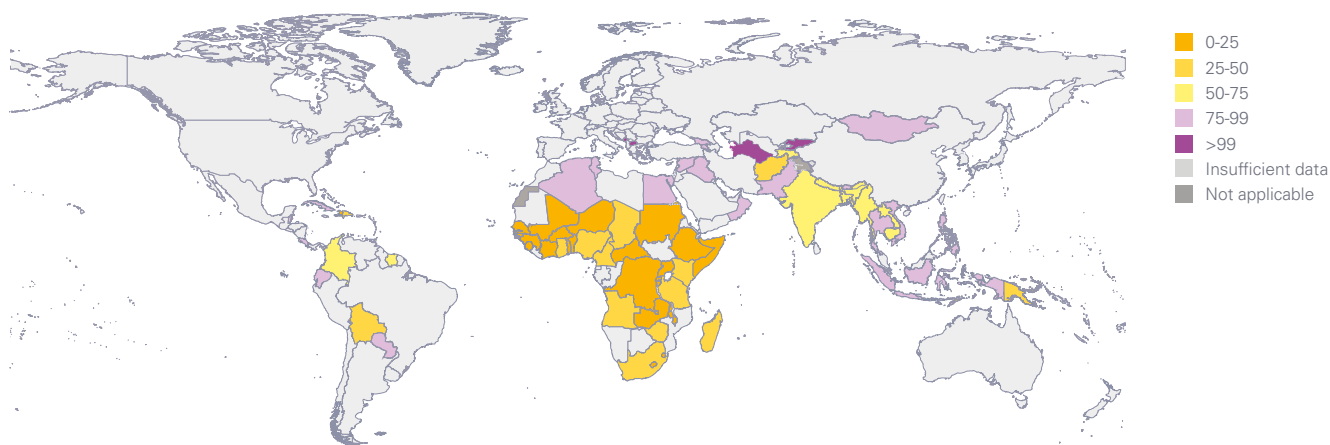 0-25
25-50
50-75
75-99
>99
Insufficient data
Not applicable